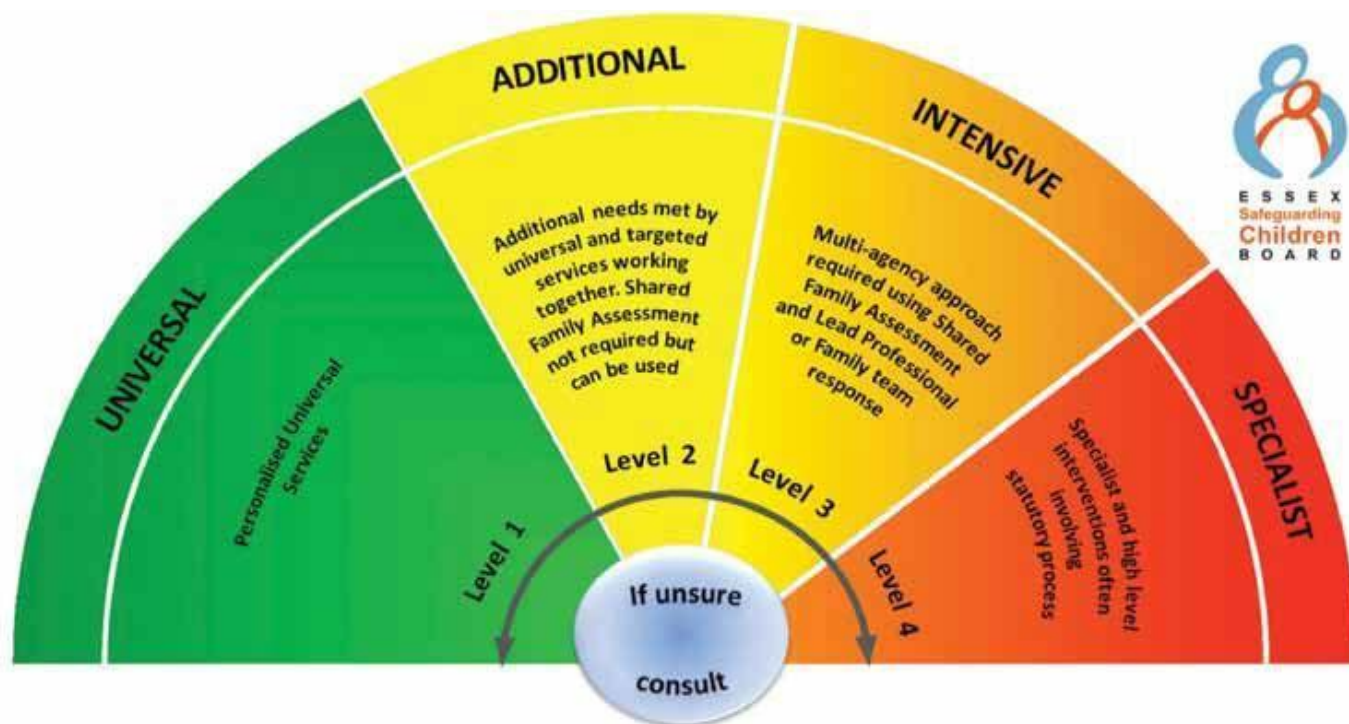 UNIVERSAL
Personalised Universal
Services
Level 1
ADDITIONAL
Additional needs met by
universal and targeted
services working
together. Shared
Family Assessment
not required but
can be used
Level 2
INTENSIVE
Multi-agency approach
required using Shared
Family Assessment
and Lead Professional
or Family team
response
Level 3
SPECIALIST
Specialist and high level
interventions often
involving
statutory process
Level 4
If unsure
consult
ESSEX
Safeguarding
Children
BOARD